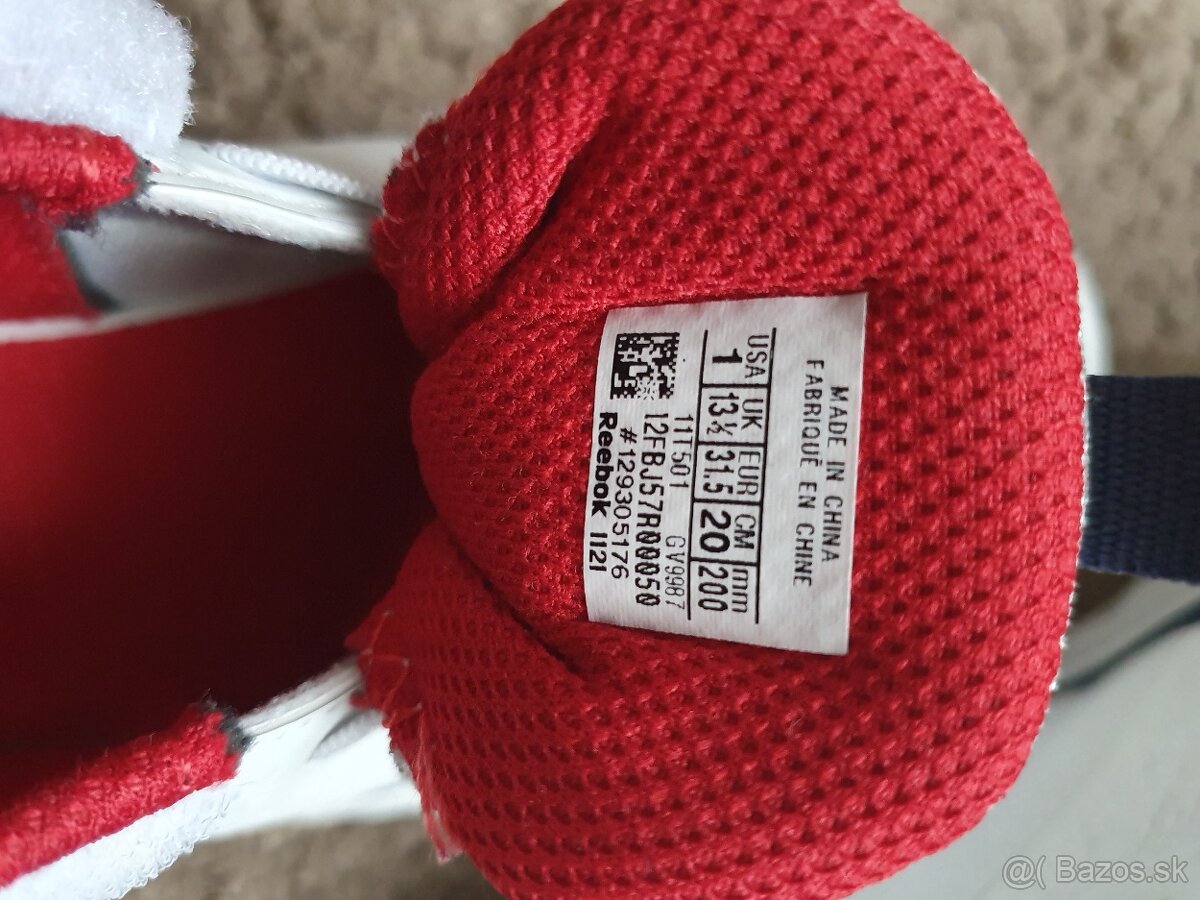 MADE IN CHINA
FABRIQUÉ EN CHINE
USA UK EUR CM mm
1 13½ 31.5 20 200
11T501 GV9987
12FBJ57R00050
#129305176
Reebok 1121
@( Bazos.sk